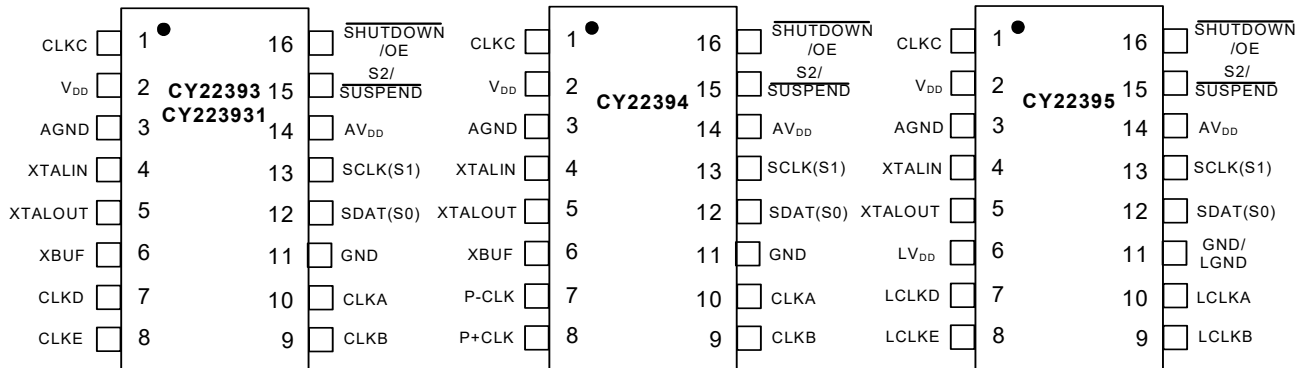 CLKC 1 16 SHUTDOWN
/OE
VDD 2 CY22393 15 S2/
SUSPEND
CY223931
AGND 3 14 AVDD
XTALIN 4 13 SCLK(S1)
XTALOUT 5 12 SDAT(S0)
XBUF 6 11 GND
CLKD 7 10 CLKA
CLKE 8 9 CLKB
CLKC 1 16 SHUTDOWN
/OE
VDD 2 CY22394 15 S2/
SUSPEND
AGND 3 14 AVDD
XTALIN 4 13 SCLK(S1)
XTALOUT 5 12 SDAT(S0)
XBUF 6 11 GND
P-CLK 7 10 CLKA
P+CLK 8 9 CLKB
CLKC 1 16 SHUTDOWN
/OE
VDD 2 CY22395 15 S2/
SUSPEND
AGND 3 14 AVDD
XTALIN 4 13 SCLK(S1)
XTALOUT 5 12 SDAT(S0)
LVDD 6 11 GND/
LGND
LCLKD 7 10 LCLKA
LCLKE 8 9 LCLKB